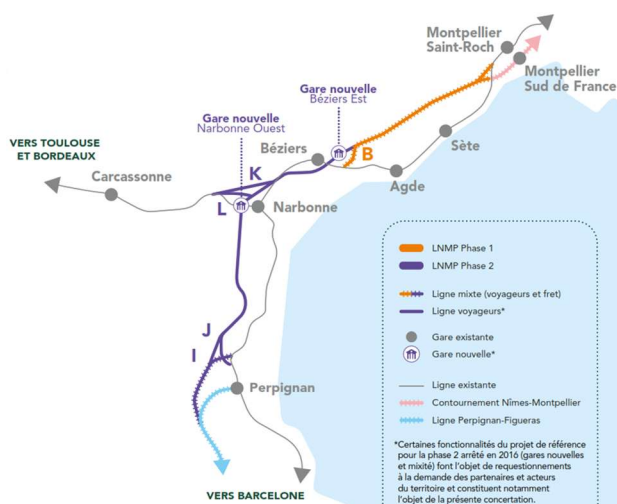 Montpellier
Saint-Roch
Montpellier
Sud de France
Gare nouvelle
Béziers Est
Gare nouvelle
Narbonne Ouest
VERS TOULOUSE
ET BORDEAUX
Béziers
B
Sète
Agde
Carcassonne
K
L
Narbonne
J
I
Perpignan
VERS BARCELONE
LNMP Phase 1
LNMP Phase 2
Ligne mixte (voyageurs et fret)
Ligne voyageurs*
Gare existante
Gare nouvelle*
Ligne existante
Contournement Nîmes-Montpellier
Ligne Perpignan-Figueras
*Certaines fonctionnalités du projet de référence
pour la phase 2 arrêté en 2016 (gares nouvelles
et mixité) font l'objet de requestionnements
à la demande des partenaires et acteurs
du territoire et constituent notamment
l'objet de la présente concertation.